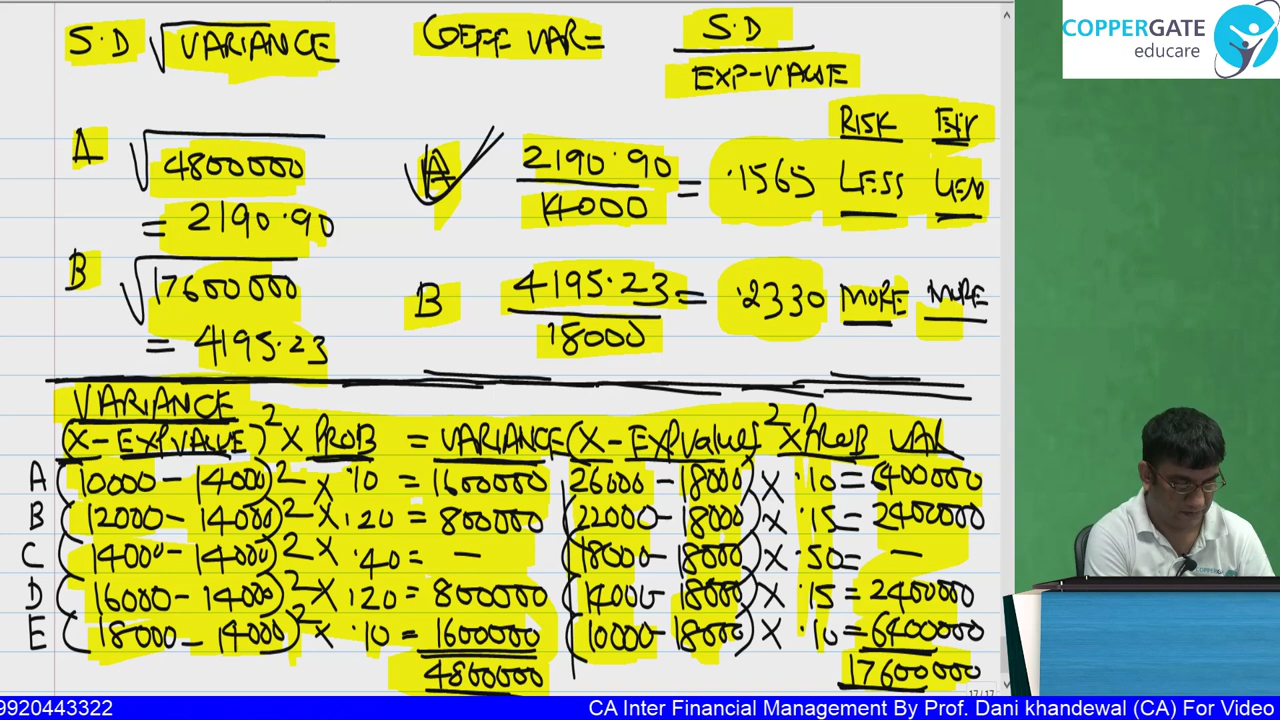 COPPERGATE
educare
S.D √VARIANCE
COEFF VAR = S.D
EXP-VALUE
RISK
A √4800000
= 2190.90
A 2190.90 = .1565 LESS LESS
14000
B √17600000
= 4195.23
B 4195.23 = .2330 MORE MORE
18000
VARIANCE
(X - EXP VALUE)² X PROB = VARIANCE (X - EXP Value)² X PROB VAR
A (10000 - 14000)² X .10 = 1600000 26000 - 18000) X .10 = 6400000
B (12000 - 14000)² X .20 = 800000 (22000 - 18000) X .15 = 2400000
C (14000 - 14000)² X .40 = — (18000 - 18000) X .50 = —
D (16000 - 14000)² X .20 = 800000 (14000 - 18000) X .15 = 2400000
E (18000 - 14000)² X .10 = 1600000 (10000 - 18000) X .10 = 6400000
4800000 17600000
17/17
9920443322 CA Inter Financial Management By Prof. Dani khandewal (CA) For Video